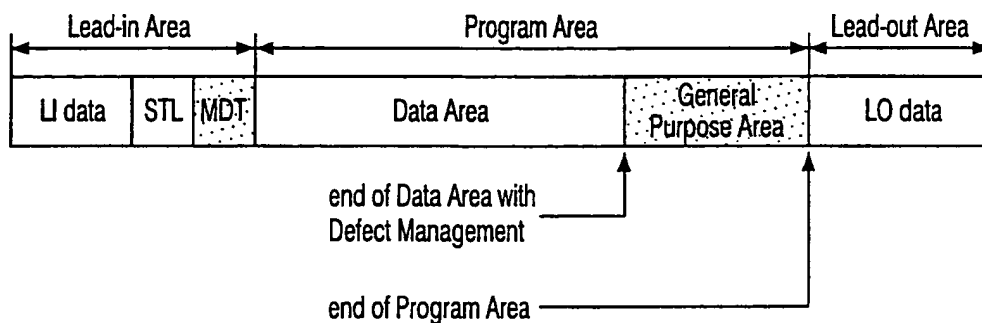 Lead-in Area Program Area Lead-out Area
LI data STL MDT Data Area General Purpose Area LO data
end of Data Area with
Defect Management
end of Program Area